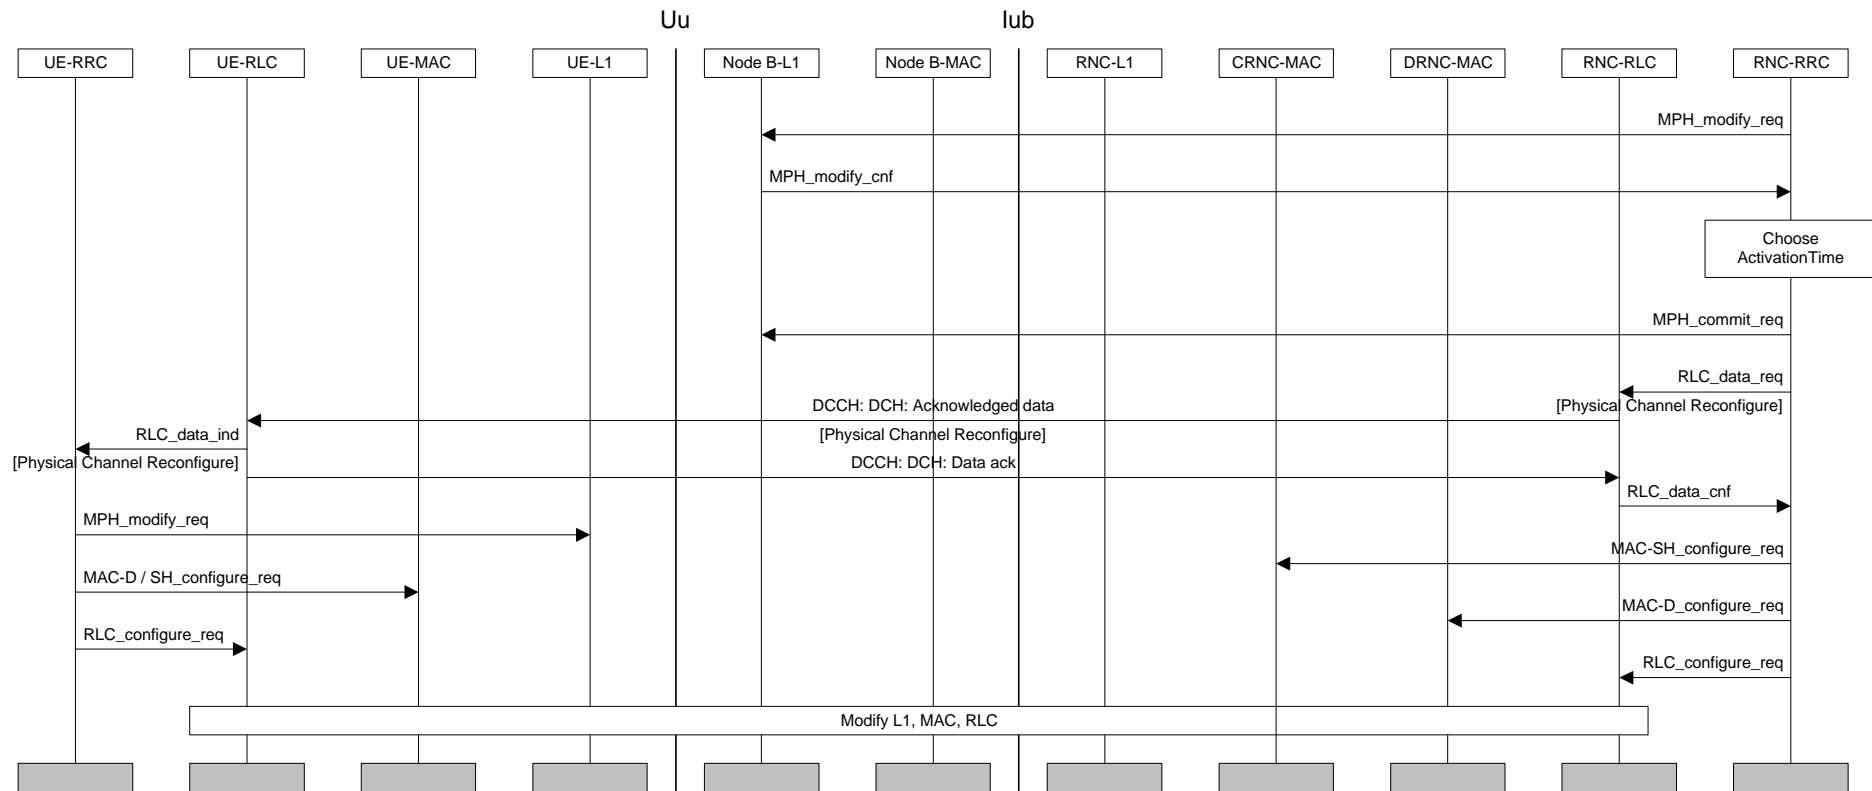 Uu
Iub
UE-RRC
UE-RLC
UE-MAC
UE-L1
Node B-L1
Node B-MAC
RNC-L1
CRNC-MAC
DRNC-MAC
RNC-RLC
RNC-RRC
MPH_modify_req
MPH_modify_cnf
Choose
ActivationTime
MPH_commit_req
RLC_data_req
DCCH: DCH: Acknowledged data
[Physical Channel Reconfigure]
RLC_data_ind
[Physical Channel Reconfigure]
[Physical Channel Reconfigure]
DCCH: DCH: Data ack
RLC_data_cnf
MPH_modify_req
MAC-SH_configure_req
MAC-D / SH_configure_req
MAC-D_configure_req
RLC_configure_req
RLC_configure_req
Modify L1, MAC, RLC